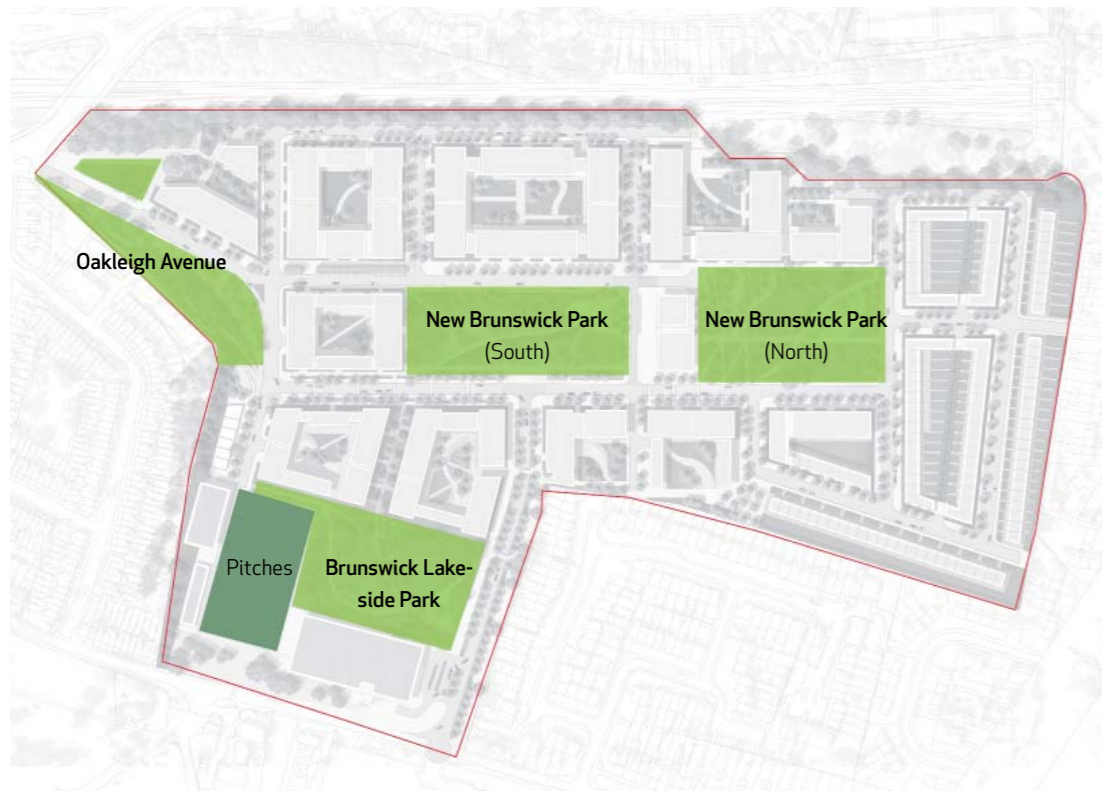 Oakleigh Avenue
New Brunswick Park
(South)
New Brunswick Park
(North)
Pitches
Brunswick Lake-
side Park